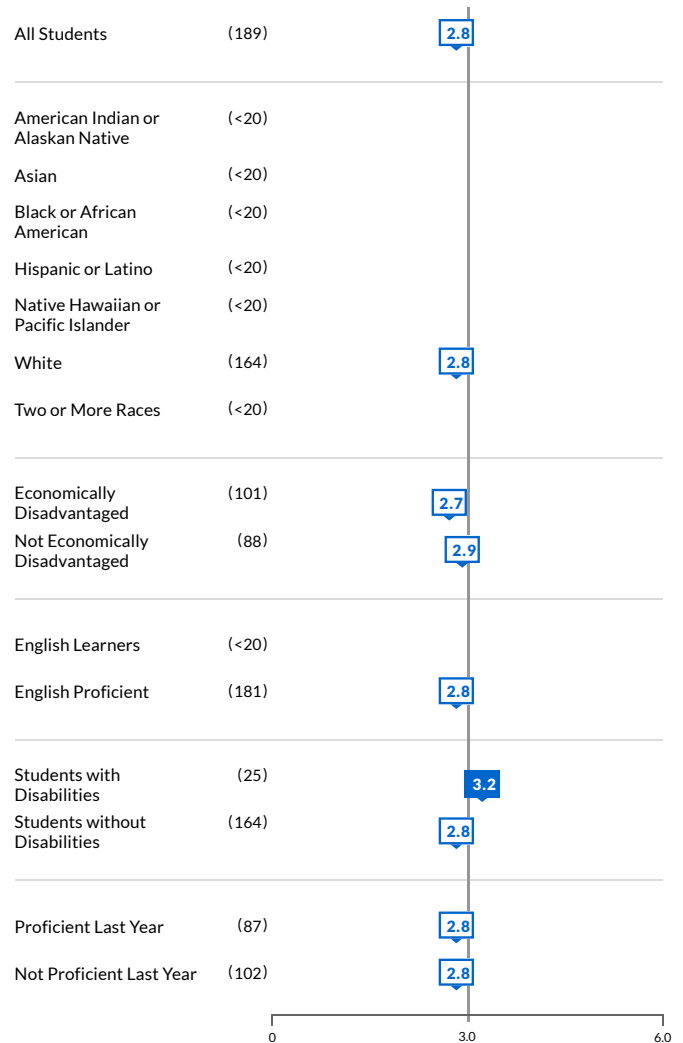 All Students (189) 2.8
American Indian or (<20)
Alaskan Native
Asian (<20)
Black or African (<20)
American
Hispanic or Latino (<20)
Native Hawaiian or (<20)
Pacific Islander
White (164) 2.8
Two or More Races (<20)
Economically (101) 2.7
Disadvantaged
Not Economically (88) 2.9
Disadvantaged
English Learners (<20)
English Proficient (181) 2.8
Students with (25) 3.2
Disabilities
Students without (164) 2.8
Disabilities
Proficient Last Year (87) 2.8
Not Proficient Last Year (102) 2.8
0 3.0 6.0